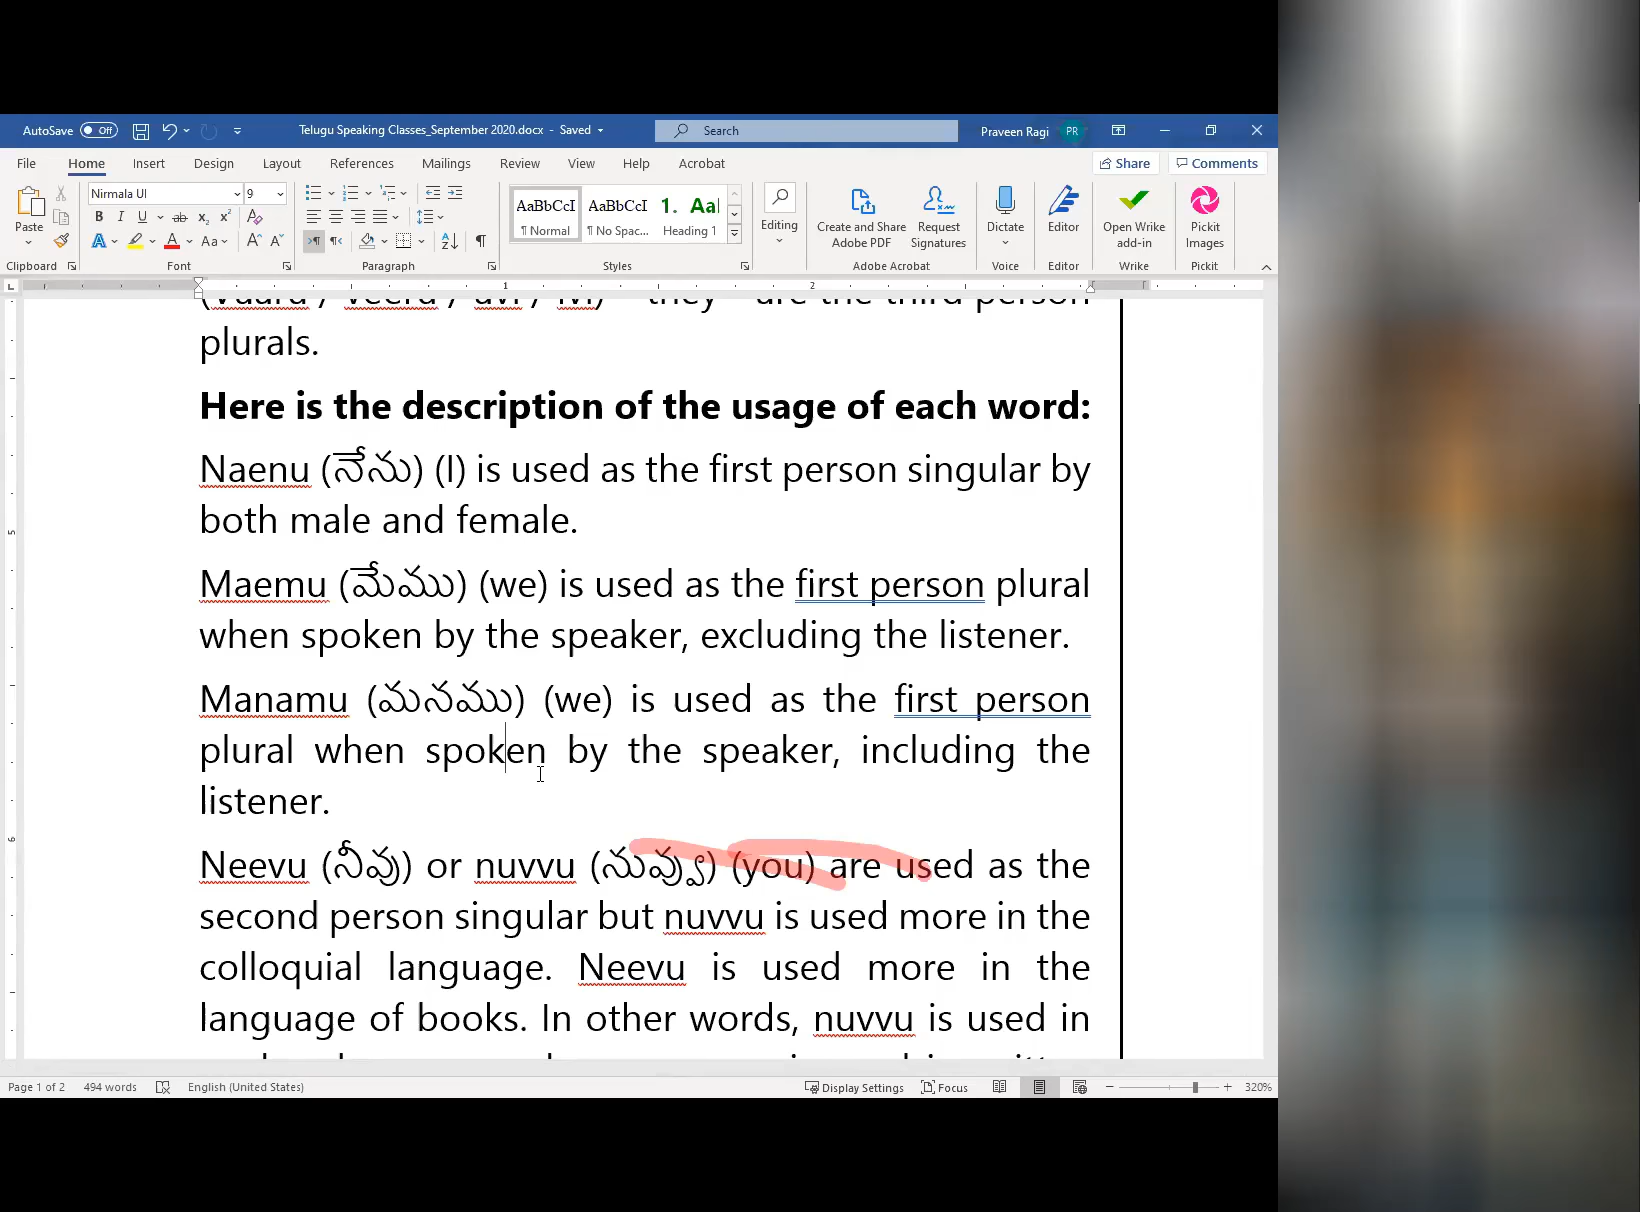 AutoSave Off Telugu Speaking Classes_September 2020.docx - Saved Search Praveen Ragi PR
File Home Insert Design Layout References Mailings Review View Help Acrobat Share Comments
Nirmala UI 9
AaBbCcI AaBbCcI 1. AaI
Paste B I U ab x₂ x² Editing Create and Share Request Dictate Editor Open Wrike Pickit
¶ Normal ¶ No Spac... Heading 1 Adobe PDF Signatures add-in Images
Clipboard Font Paragraph Styles Adobe Acrobat Voice Editor Wrike Pickit
1 2
plurals.
Here is the description of the usage of each word:
Naenu (నేను) (I) is used as the first person singular by
both male and female.
Maemu (మేము) (we) is used as the first person plural
when spoken by the speaker, excluding the listener.
Manamu (మనము) (we) is used as the first person
plural when spoken by the speaker, including the
listener.
Neevu (నీవు) or nuvvu (నువ్వు) (you) are used as the
second person singular but nuvvu is used more in the
colloquial language. Neevu is used more in the
language of books. In other words, nuvvu is used in
Page 1 of 2 494 words English (United States) Display Settings Focus 320%